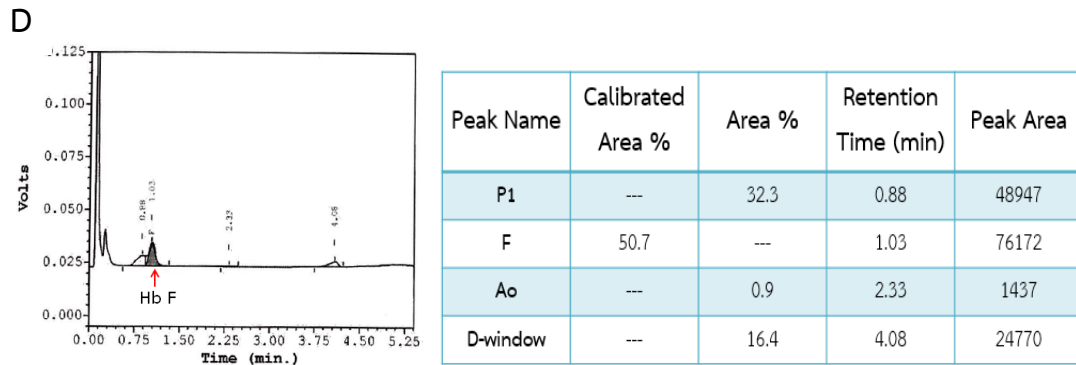 D
0.125
0.100
0.075
0.050
0.025
0.000
Volts
0.88
F - 1.03
2.33
4.08
Hb F
0.00 0.75 1.50 2.25 3.00 3.75 4.50 5.25
Time (min.)
Peak Name Calibrated Area % Area % Retention Time (min) Peak Area
P1 --- 32.3 0.88 48947
F 50.7 --- 1.03 76172
Ao --- 0.9 2.33 1437
D-window --- 16.4 4.08 24770